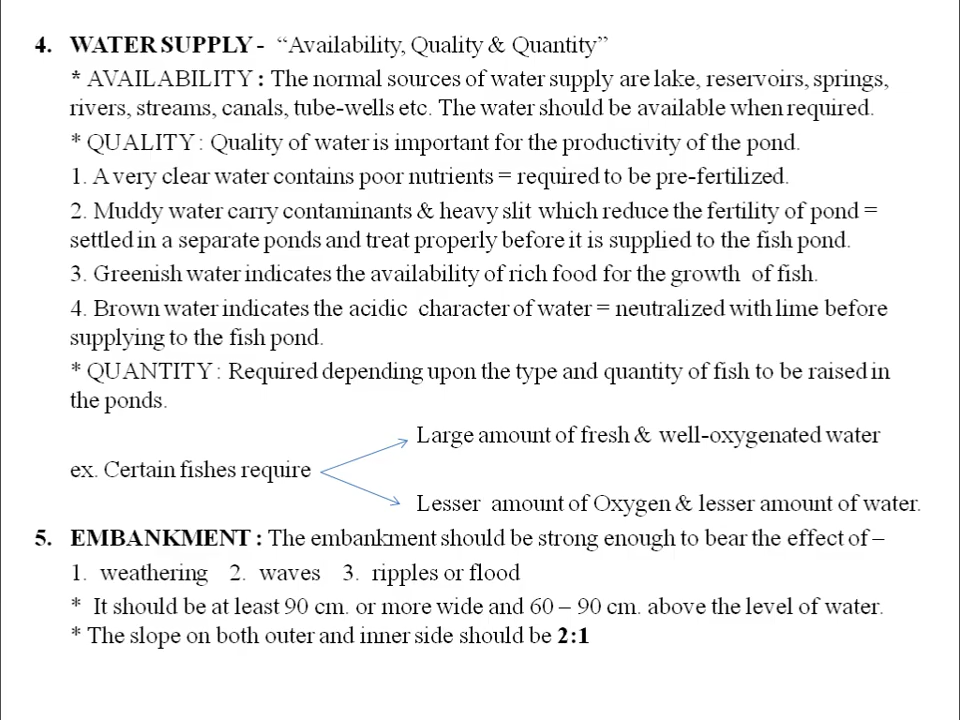 4. WATER SUPPLY - “Availability, Quality & Quantity”
* AVAILABILITY : The normal sources of water supply are lake, reservoirs, springs,
rivers, streams, canals, tube-wells etc. The water should be available when required.
* QUALITY : Quality of water is important for the productivity of the pond.
1. A very clear water contains poor nutrients = required to be pre-fertilized.
2. Muddy water carry contaminants & heavy slit which reduce the fertility of pond =
settled in a separate ponds and treat properly before it is supplied to the fish pond.
3. Greenish water indicates the availability of rich food for the growth of fish.
4. Brown water indicates the acidic character of water = neutralized with lime before
supplying to the fish pond.
* QUANTITY : Required depending upon the type and quantity of fish to be raised in
the ponds.
Large amount of fresh & well-oxygenated water
ex. Certain fishes require
Lesser amount of Oxygen & lesser amount of water.
5. EMBANKMENT : The embankment should be strong enough to bear the effect of –
1. weathering 2. waves 3. ripples or flood
* It should be at least 90 cm. or more wide and 60 – 90 cm. above the level of water.
* The slope on both outer and inner side should be 2:1